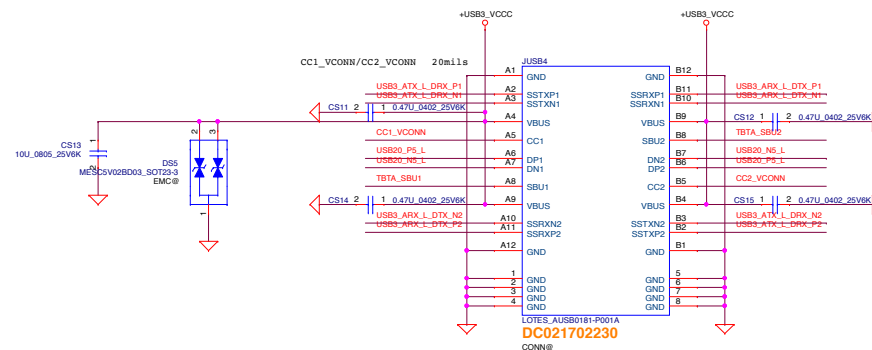 +USB3_VCCC
+USB3_VCCC
CC1_VCONN/CC2_VCONN 20mils
JUSB4
A1 GND
GND B12
USB3_ATX_L_DRX_P1
A2 SSTXP1
SSRXP1 B11
USB3_ARX_L_DTX_P1
USB3_ATX_L_DRX_N1
A3 SSTXN1
SSRXN1 B10
USB3_ARX_L_DTX_N1
CS11 2 1 0.47U_0402_25V6K
A4 VBUS
VBUS B9
CS12 1 2 0.47U_0402_25V6K
CC1_VCONN
A5 CC1
SBU2 B8
TBTA_SBU2
USB20_P5_L
A6 DP1
DN2 B7
USB20_N5_L
USB20_N5_L
A7 DN1
DP2 B6
USB20_P5_L
TBTA_SBU1
A8 SBU1
CC2 B5
CC2_VCONN
CS14 2 1 0.47U_0402_25V6K
A9 VBUS
VBUS B4
CS15 1 2 0.47U_0402_25V6K
USB3_ARX_L_DTX_N2
A10 SSRXN2
SSTXN2 B3
USB3_ATX_L_DRX_N2
USB3_ARX_L_DTX_P2
A11 SSRXP2
SSTXP2 B2
USB3_ATX_L_DRX_P2
A12 GND
GND B1
1 GND
GND 5
2 GND
GND 6
3 GND
GND 7
4 GND
GND 8
LOTES_AUSB0181-P001A
DC021702230
CONN@
CS13
10U_0805_25V6K
1
2
2
3
DS5
MESC5V02BD03_SOT23-3
EMC@
1